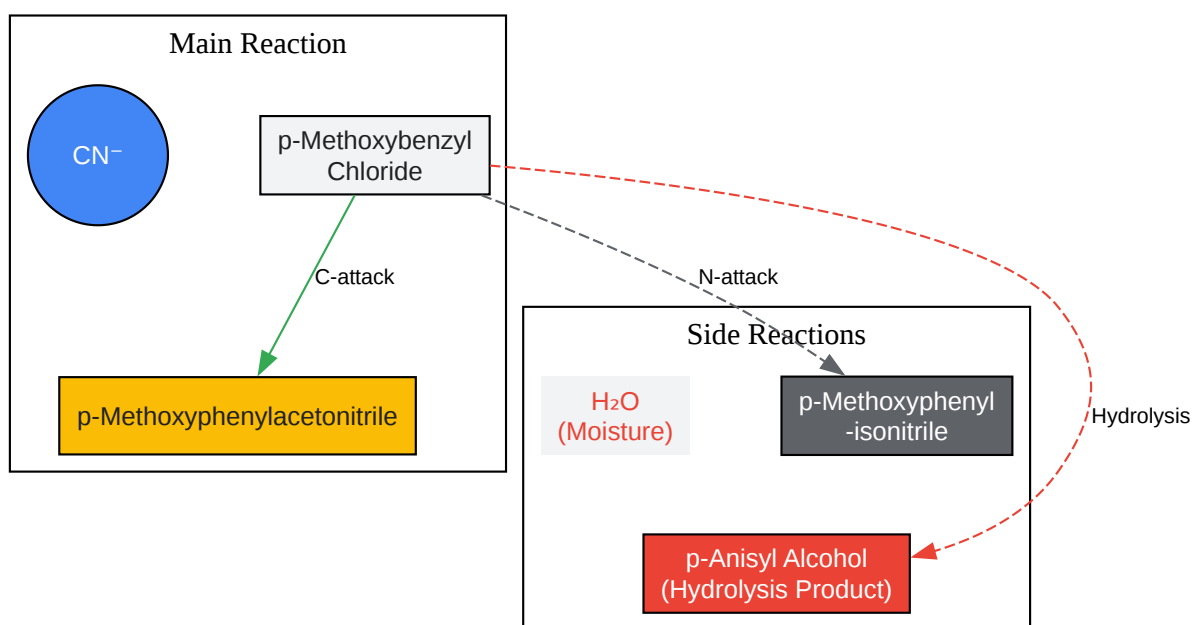 Main Reaction
CN⁻
p-Methoxybenzyl
Chloride
C-attack
N-attack
Side Reactions
p-Methoxyphenylacetonitrile
H₂O
(Moisture)
p-Methoxyphenyl
-isonitrile
Hydrolysis
p-Anisyl Alcohol
(Hydrolysis Product)